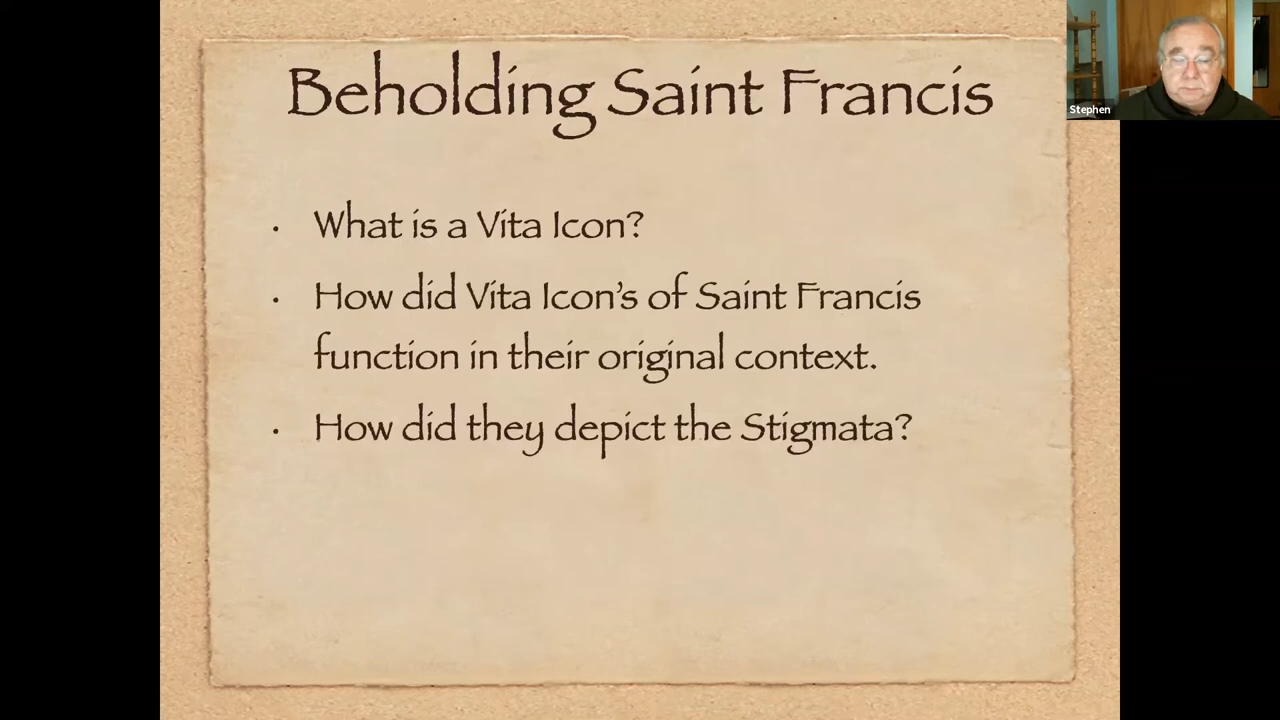 Beholding Saint Francis
Stephen
• What is a Vita Icon?
• How did Vita Icon's of Saint Francis
function in their original context.
• How did they depict the Stigmata?